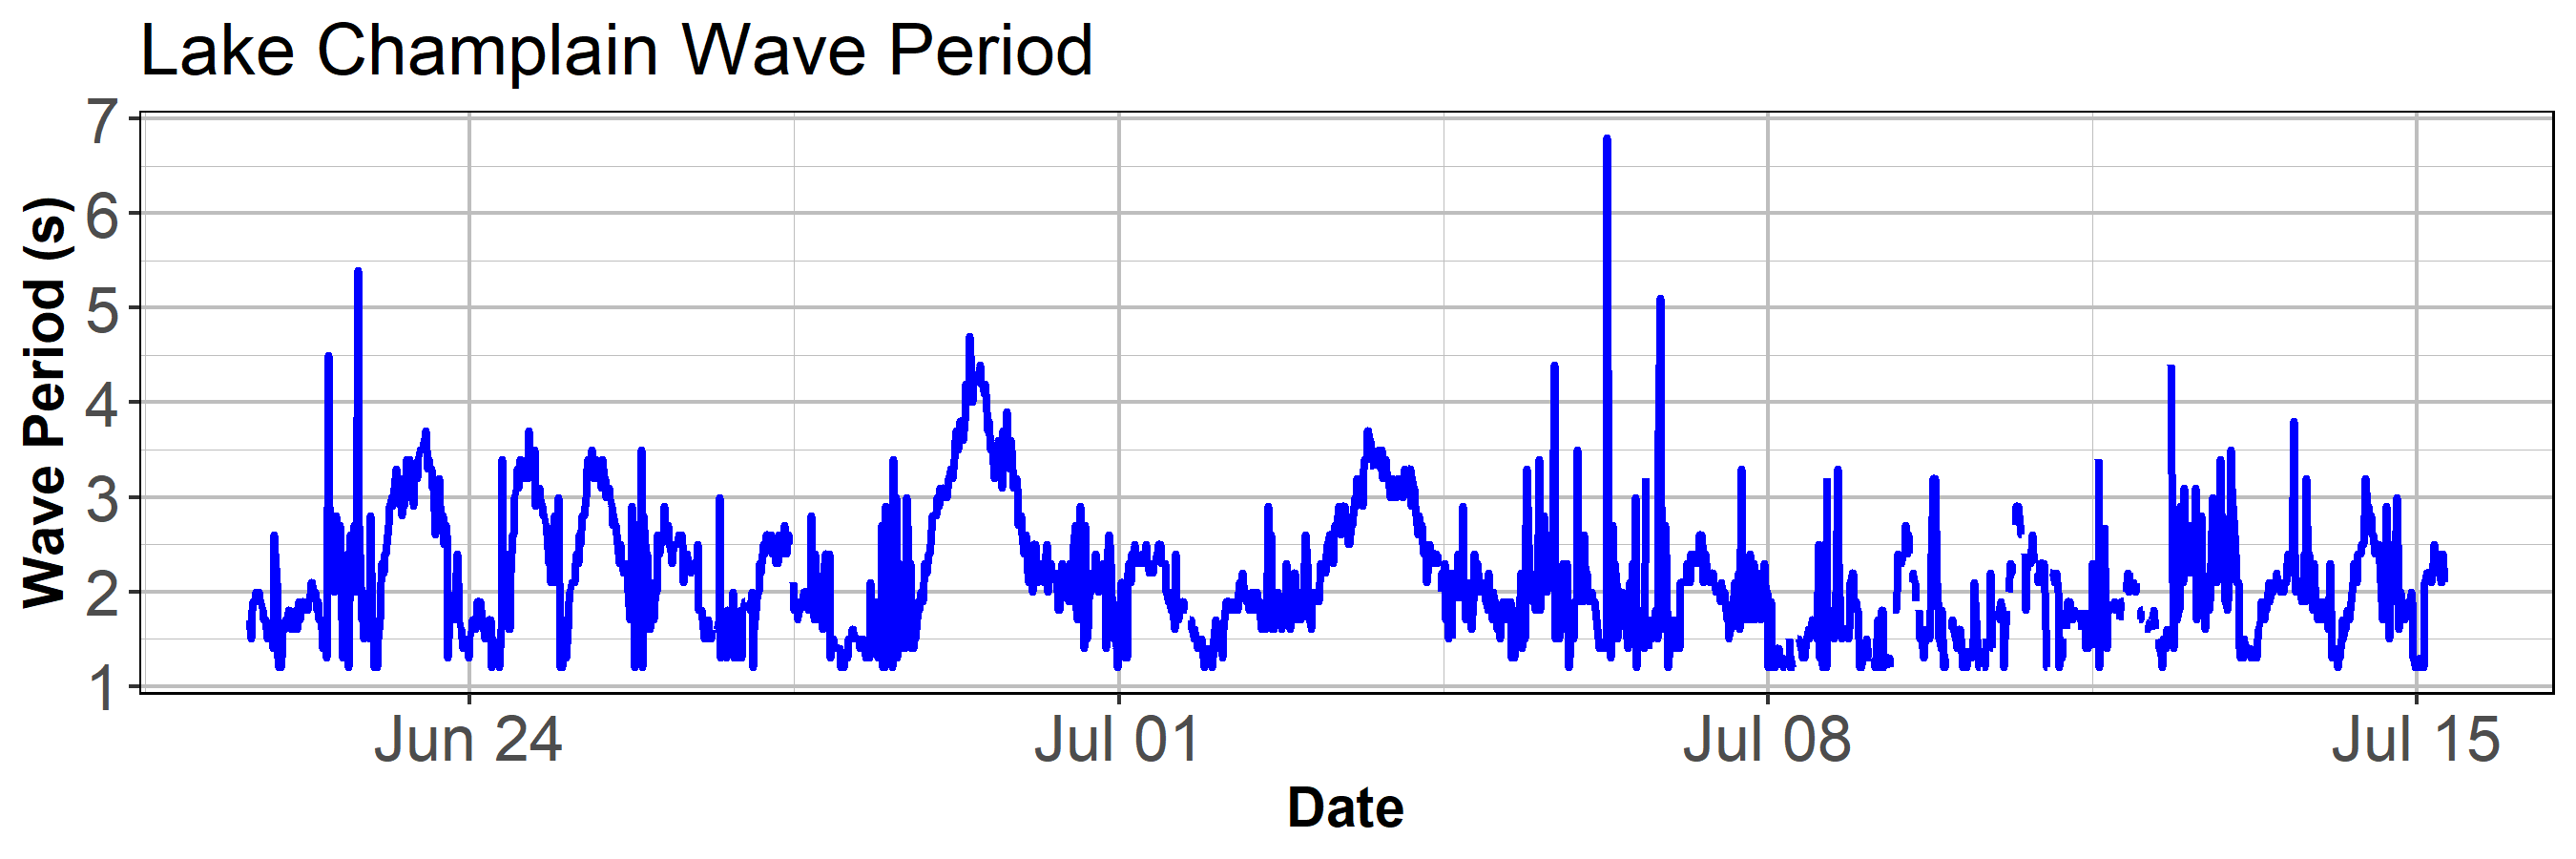 Lake Champlain Wave Period
Wave Period (s)
7
6
5
4
3
2
1
Jun 24
Jul 01
Jul 08
Jul 15
Date